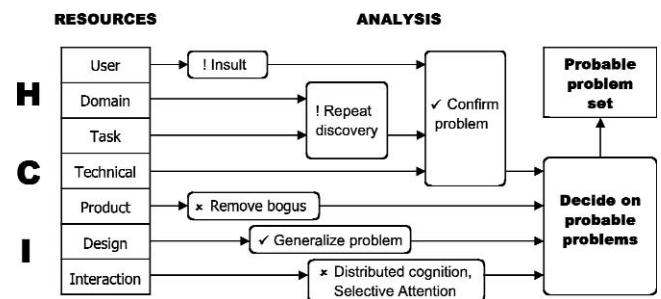 RESOURCES
ANALYSIS
H
C
I
User
Domain
Task
Technical
Product
Design
Interaction
! Insult
! Repeat
discovery
✓ Confirm
problem
× Remove bogus
✓ Generalize problem
× Distributed cognition,
Selective Attention
Probable
problem
set
Decide on
probable
problems